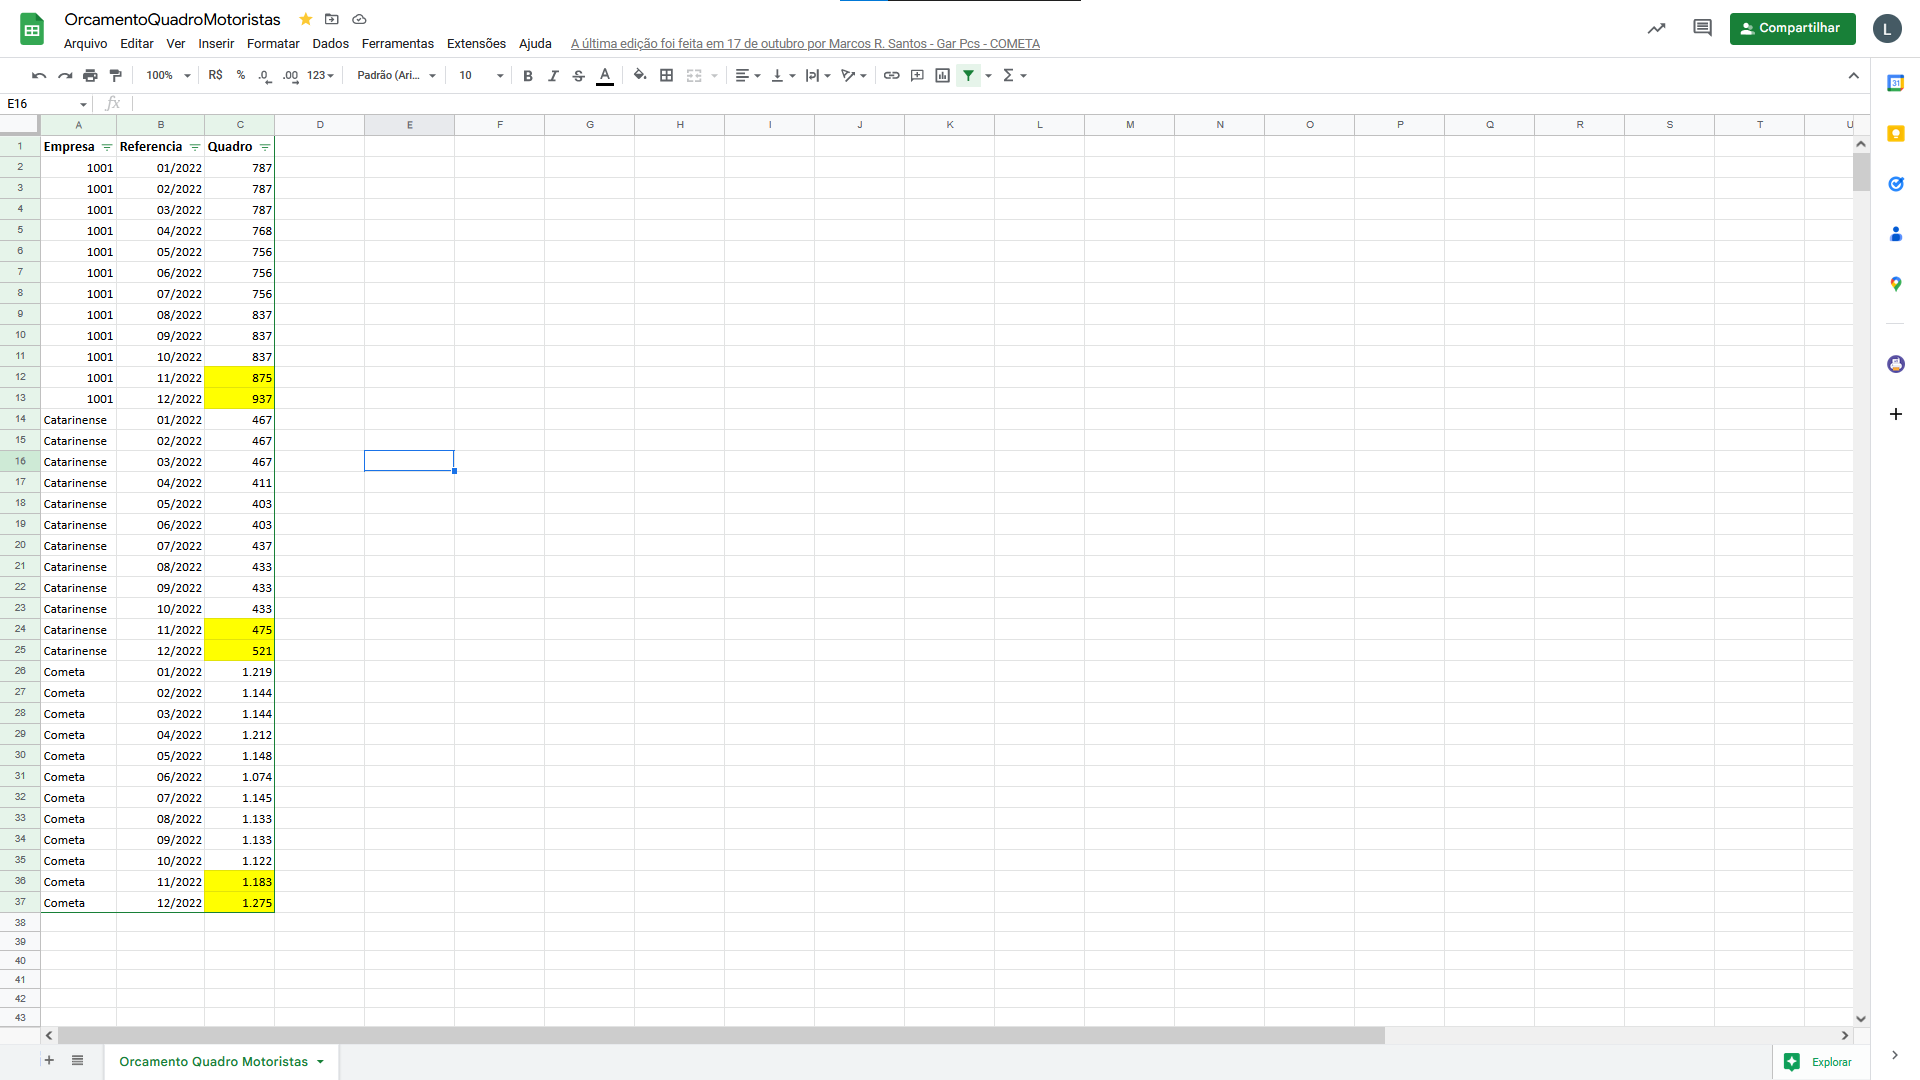 OrcamentoQuadroMotoristas
Arquivo Editar Ver Inserir Formatar Dados Ferramentas Extensões Ajuda A última edição foi feita em 17 de outubro por Marcos R. Santos - Gar Pcs - COMETA
Compartilhar
L
100% R$ % .0 .00 123 Padrão (Ari... 10 B I S A
E16 fx
A B C D E F G H I J K L M N O P Q R S T U
1 Empresa Referencia Quadro
2 1001 01/2022 787
3 1001 02/2022 787
4 1001 03/2022 787
5 1001 04/2022 768
6 1001 05/2022 756
7 1001 06/2022 756
8 1001 07/2022 756
9 1001 08/2022 837
10 1001 09/2022 837
11 1001 10/2022 837
12 1001 11/2022 875
13 1001 12/2022 937
14 Catarinense 01/2022 467
15 Catarinense 02/2022 467
16 Catarinense 03/2022 467
17 Catarinense 04/2022 411
18 Catarinense 05/2022 403
19 Catarinense 06/2022 403
20 Catarinense 07/2022 437
21 Catarinense 08/2022 433
22 Catarinense 09/2022 433
23 Catarinense 10/2022 433
24 Catarinense 11/2022 475
25 Catarinense 12/2022 521
26 Cometa 01/2022 1.219
27 Cometa 02/2022 1.144
28 Cometa 03/2022 1.144
29 Cometa 04/2022 1.212
30 Cometa 05/2022 1.148
31 Cometa 06/2022 1.074
32 Cometa 07/2022 1.145
33 Cometa 08/2022 1.133
34 Cometa 09/2022 1.133
35 Cometa 10/2022 1.122
36 Cometa 11/2022 1.183
37 Cometa 12/2022 1.275
38
39
40
41
42
43
Orcamento Quadro Motoristas
Explorar
31